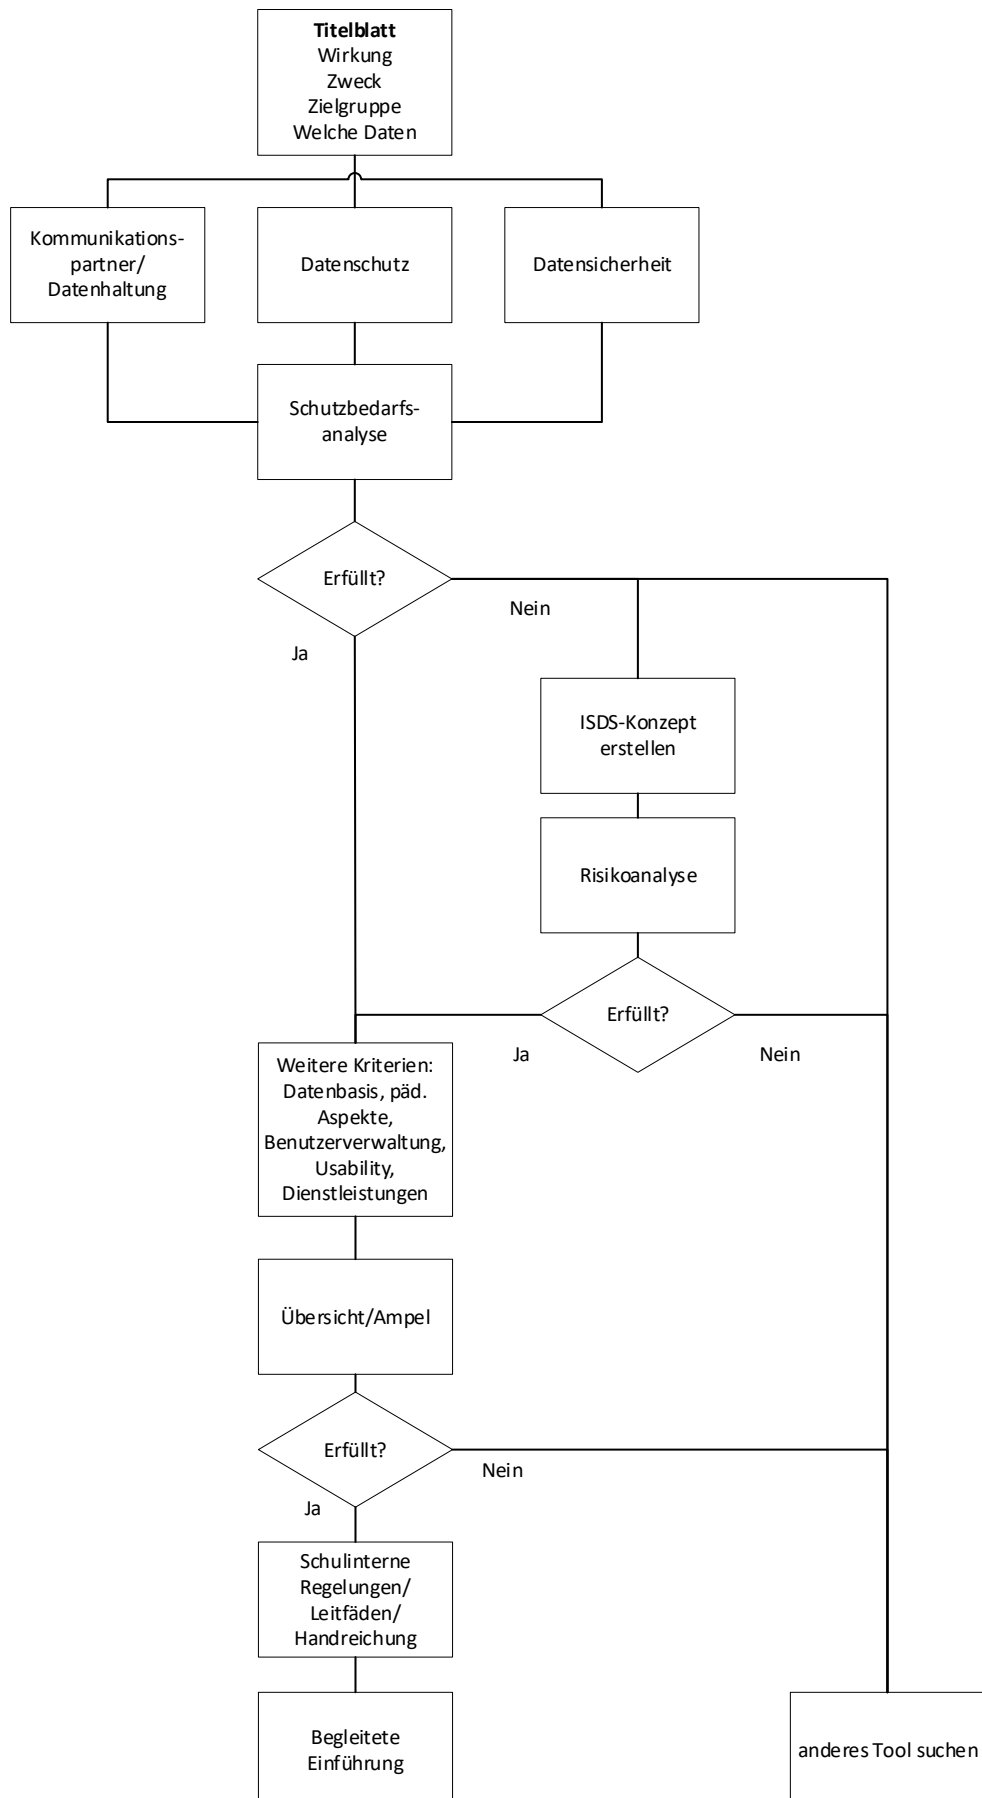 Titelblatt
Wirkung
Zweck
Zielgruppe
Welche Daten
Kommunikations-
partner/
Datenhaltung
Datenschutz
Datensicherheit
Schutzbedarfs-
analyse
Erfüllt?
Nein
Ja
ISDS-Konzept
erstellen
Risikoanalyse
Erfüllt?
Ja
Nein
Weitere Kriterien:
Datenbasis, päd.
Aspekte,
Benutzerverwaltung,
Usability,
Dienstleistungen
Übersicht/Ampel
Erfüllt?
Nein
Ja
Schulinterne
Regelungen/
Leitfäden/
Handreichung
Begleitete
Einführung
anderes Tool suchen